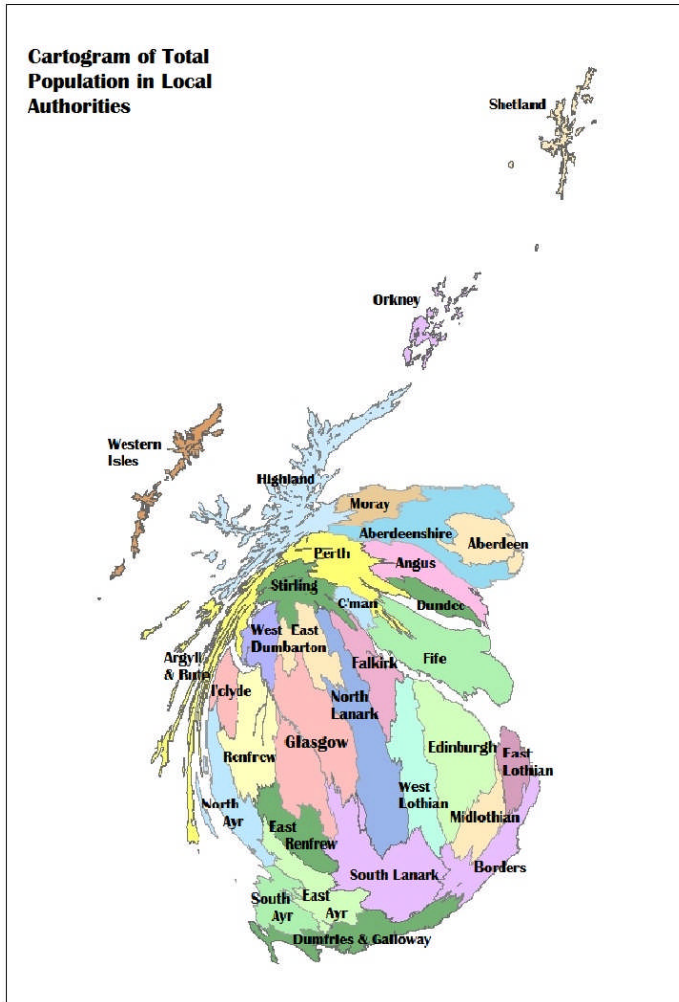 Cartogram of Total
Population in Local
Authorities
Shetland
Orkney
Western
Isles
Highland
Moray
Aberdeenshire
Aberdeen
Perth
Angus
Stirling
C'man
Dundee
West
East
Dumbarton
Falkirk
Fife
Argyll
& Bute
I'clyde
North
Lanark
Glasgow
Edinburgh
East
Lothian
Renfrew
West
Lothian
Midlothian
North
Ayr
East
Renfrew
South Lanark
Borders
South
Ayr
East
Ayr
Dumfries & Galloway